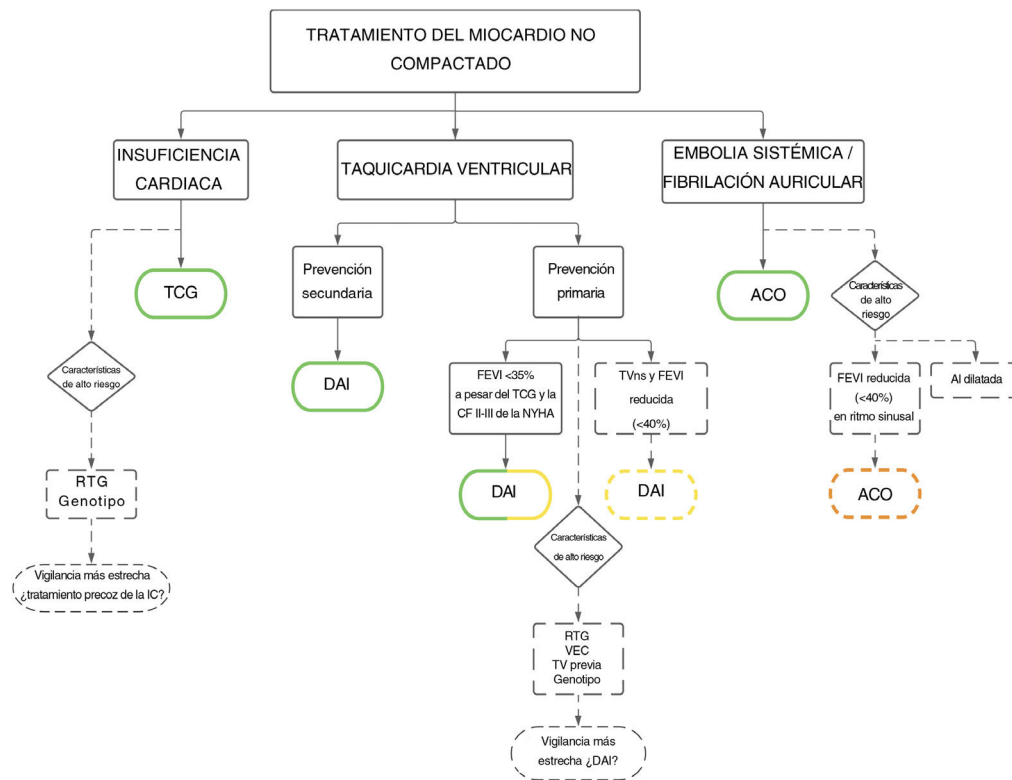 TRATAMIENTO DEL MIOCARDIO NO
COMPACTADO
INSUFICIENCIA
CARDIACA
TAQUICARDIA VENTRICULAR
EMBOLIA SISTÉMICA /
FIBRILACIÓN AURICULAR
TCG
Prevención
secundaria
Prevención
primaria
ACO
Características
de alto
riesgo
Características
de alto riesgo
DAI
FEVI <35%
a pesar del TCG y la
CF II-III de la NYHA
TVns y FEVI
reducida
(<40%)
FEVI reducida
(<40%)
en ritmo sinusal
AI dilatada
RTG
Genotipo
DAI
DAI
ACO
Características
de alto riesgo
Vigilancia más estrecha
¿tratamiento precoz de la IC?
RTG
VEC
TV previa
Genotipo
Vigilancia más
estrecha ¿DAI?